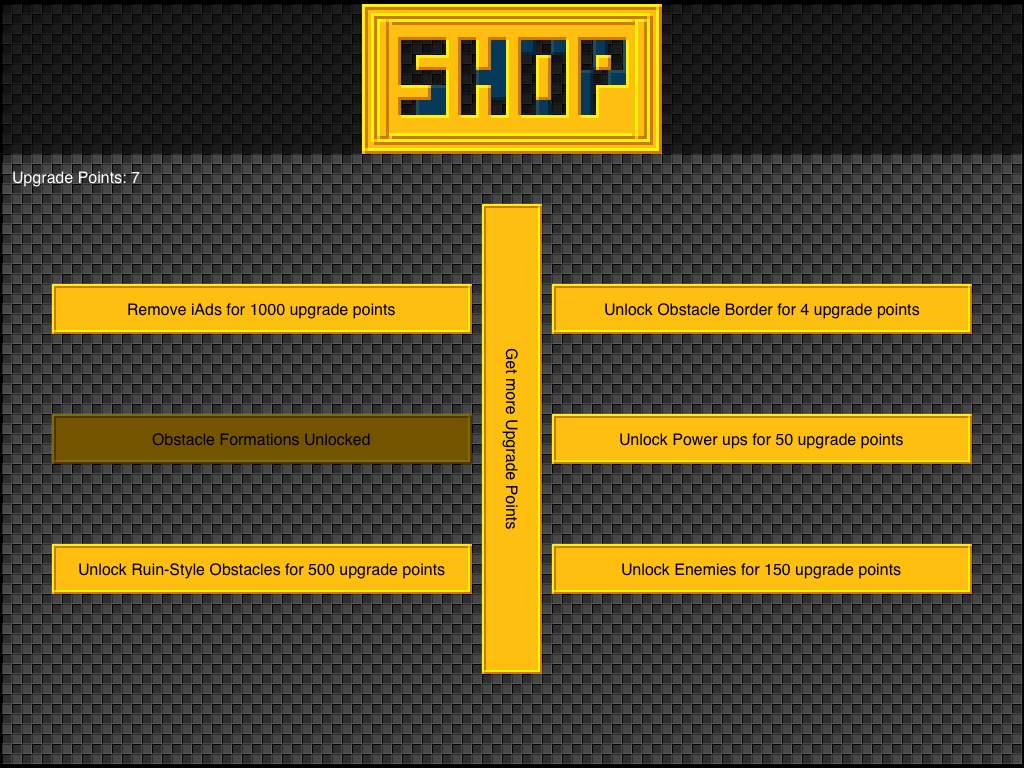 SHOP
Upgrade Points: 7
Remove iAds for 1000 upgrade points
Unlock Obstacle Border for 4 upgrade points
Get more Upgrade Points
Obstacle Formations Unlocked
Unlock Power ups for 50 upgrade points
Unlock Ruin-Style Obstacles for 500 upgrade points
Unlock Enemies for 150 upgrade points